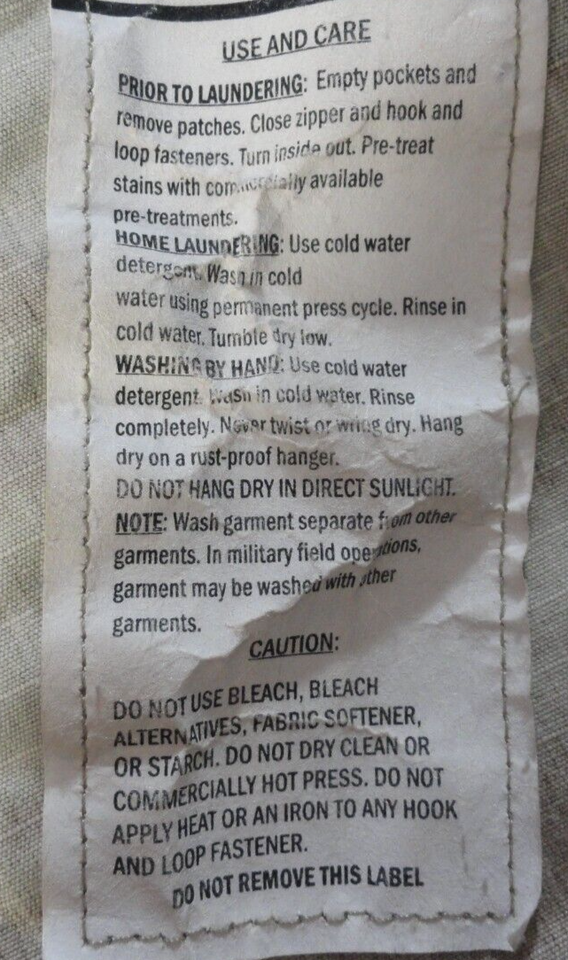 USE AND CARE
PRIOR TO LAUNDERING: Empty pockets and
remove patches. Close zipper and hook and
loop fasteners. Turn inside out. Pre-treat
stains with commercially available
pre-treatments.
HOME LAUNDERING: Use cold water
detergent. Wash in cold
water using permanent press cycle. Rinse in
cold water. Tumble dry low.
WASHING BY HAND: Use cold water
detergent. Wash in cold water. Rinse
completely. Never twist or wring dry. Hang
dry on a rust-proof hanger.
DO NOT HANG DRY IN DIRECT SUNLIGHT.
NOTE: Wash garment separate from other
garments. In military field operations,
garment may be washed with other
garments.
CAUTION:
DO NOT USE BLEACH, BLEACH
ALTERNATIVES, FABRIC SOFTENER,
OR STARCH. DO NOT DRY CLEAN OR
COMMERCIALLY HOT PRESS. DO NOT
APPLY HEAT OR AN IRON TO ANY HOOK
AND LOOP FASTENER.
DO NOT REMOVE THIS LABEL